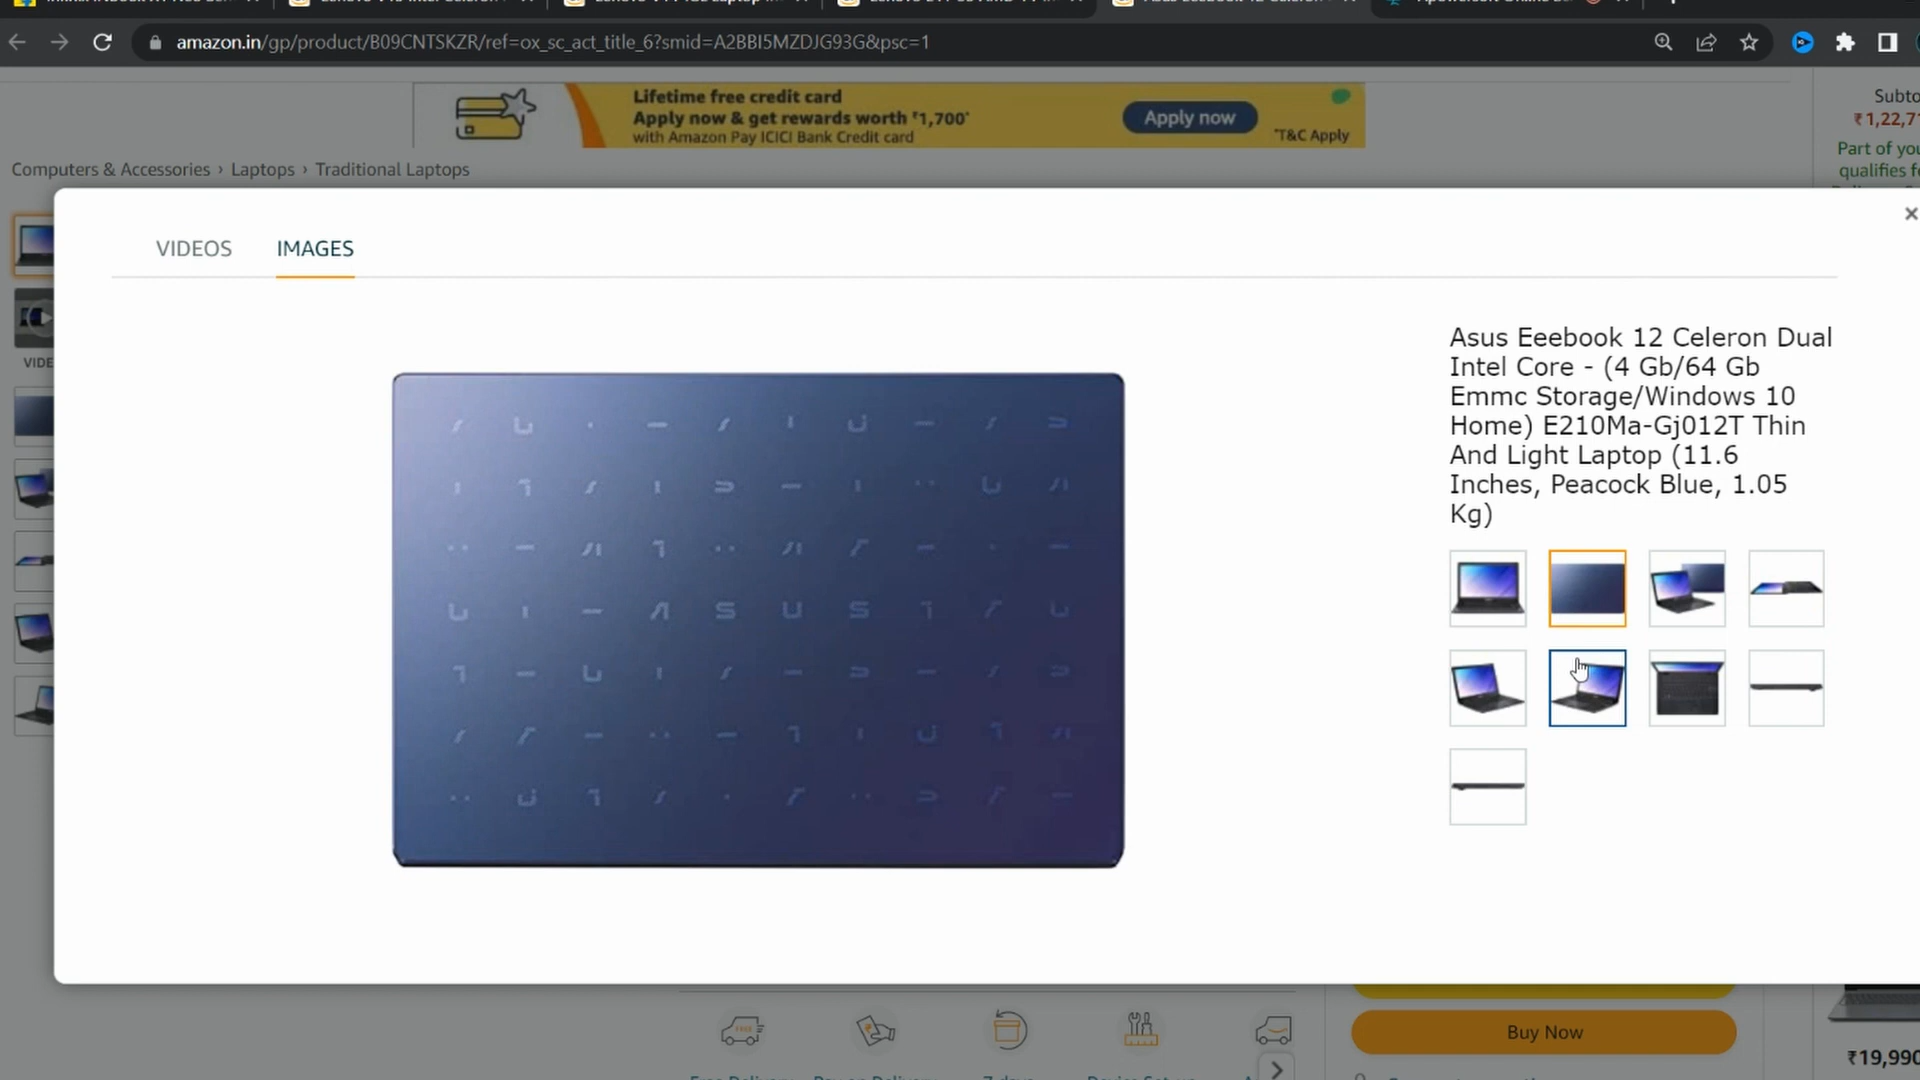 amazon.in/gp/product/B09CNTSKZR/ref=ox_sc_act_title_6?smid=A2BBI5MZDJG93G&psc=1
Lifetime free credit card
Apply now & get rewards worth ₹1,700*
with Amazon Pay ICICI Bank Credit card
Apply now
*T&C Apply
₹1,22,7
Part of you
qualifies
Computers & Accessories › Laptops › Traditional Laptops
VIDEOS
IMAGES
×
VIDE
ASUS
Asus Eeebook 12 Celeron Dual
Intel Core - (4 Gb/64 Gb
Emmc Storage/Windows 10
Home) E210Ma-Gj012T Thin
And Light Laptop (11.6
Inches, Peacock Blue, 1.05
Kg)
FREE
Buy Now
₹19,990